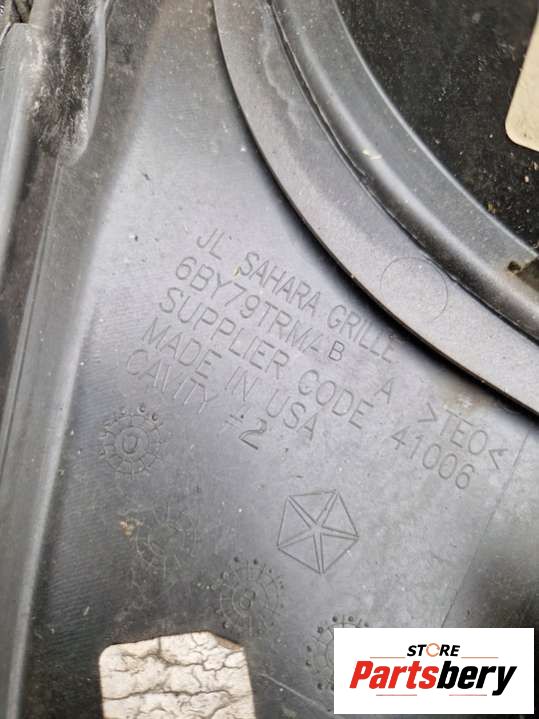 JL SAHARA GRILLE
6BY79TRMAB A >TEO<
SUPPLIER CODE 41006
MADE IN USA
CAVITY 2
STORE
Partsbery